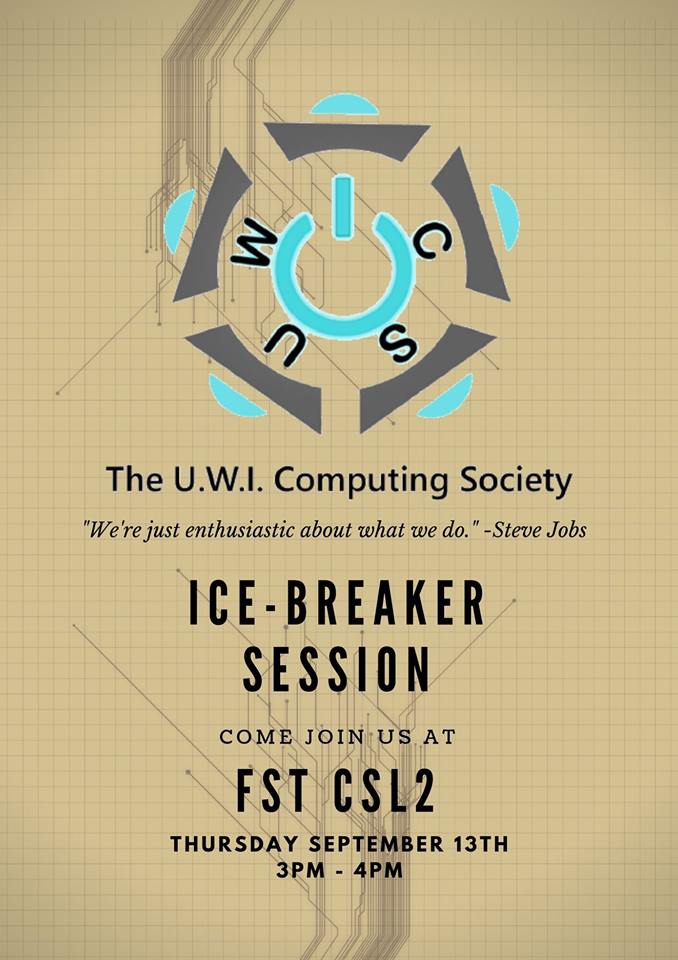 U W C S
The U.W.I. Computing Society
"We're just enthusiastic about what we do." -Steve Jobs
ICE-BREAKER
SESSION
COME JOIN US AT
FST CSL2
THURSDAY SEPTEMBER 13TH
3PM - 4PM